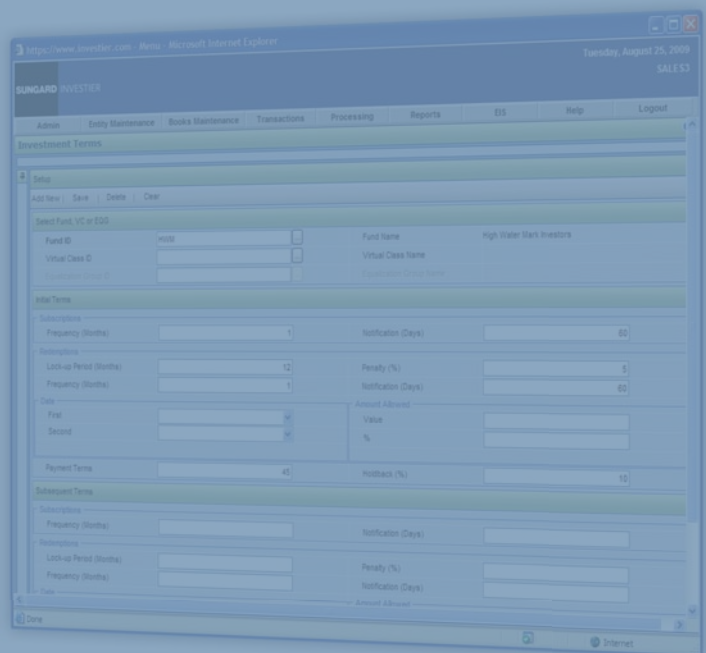 https://www.investier.com - Menu - Microsoft Internet Explorer
Tuesday, August 25, 2009
SUNGARD INVESTIER
SALES3
Admin Entity Maintenance Books Maintenance Transactions Processing Reports EIS Help Logout
Investment Terms
Setup
Add New | Save | Delete | Clear
Select Fund, VC or EQG
Fund ID Fund Name High Water Mark Investors
Virtual Class ID Virtual Class Name
Initial Terms
Subscriptions
Frequency (Months) 1 Notification (Days) 60
Redemptions
Lock-up Period (Months) 12 Penalty (%) 5
Frequency (Months) 1 Notification (Days) 60
Date Amount Allowed
First Value
Second %
Payment Terms 45 Holdback (%) 10
Subsequent Terms
Subscriptions
Frequency (Months) Notification (Days)
Redemptions
Lock-up Period (Months) Penalty (%)
Frequency (Months) Notification (Days)
Date Amount Allowed
Done Internet